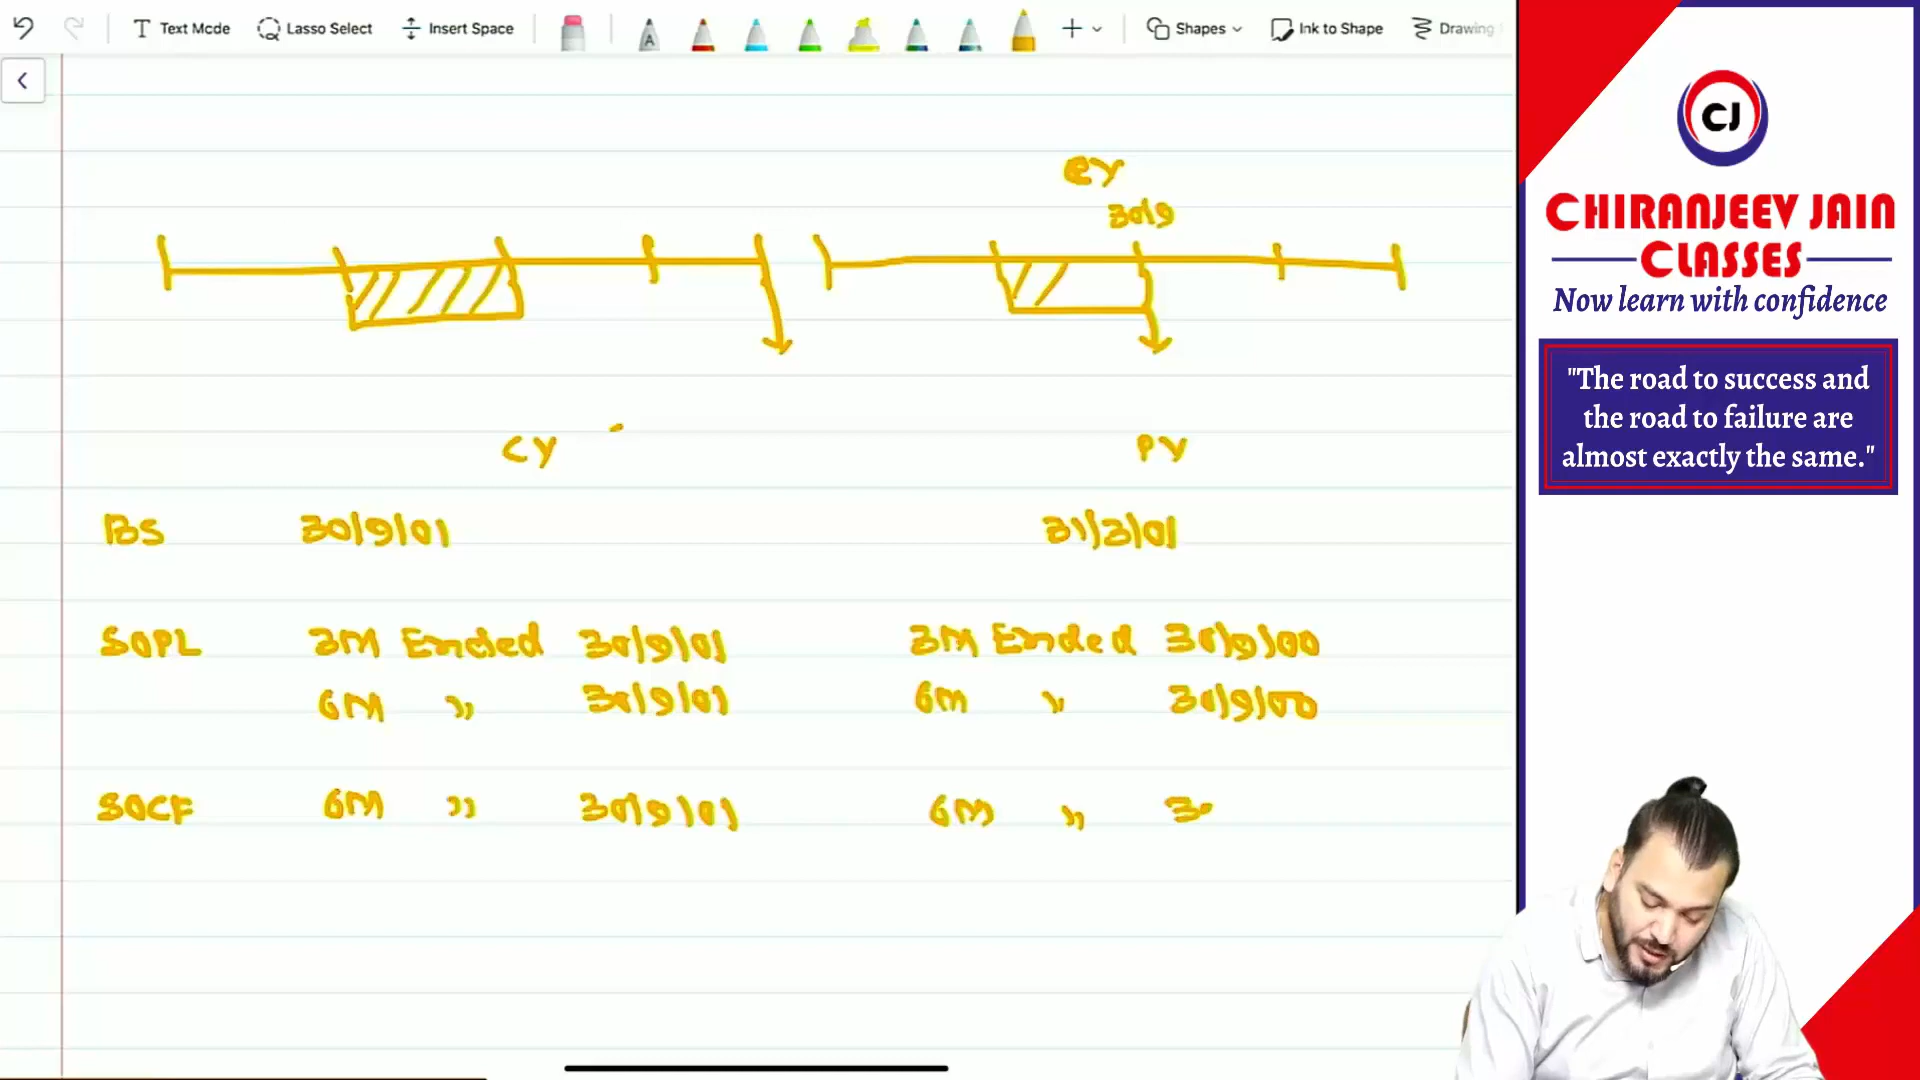 Text Mode Lasso Select Insert Space Shapes Ink to Shape Drawing
CY
30/9
CY PY
BS 30/9/01 31/3/01
SOPL 3M Ended 30/9/01 3M Ended 30/9/00
6M " 30/9/01 6M " 30/9/00
SOCF 6M " 30/9/01 6M " 30
CJ
CHIRANJEEV JAIN
CLASSES
Now learn with confidence
"The road to success and
the road to failure are
almost exactly the same."